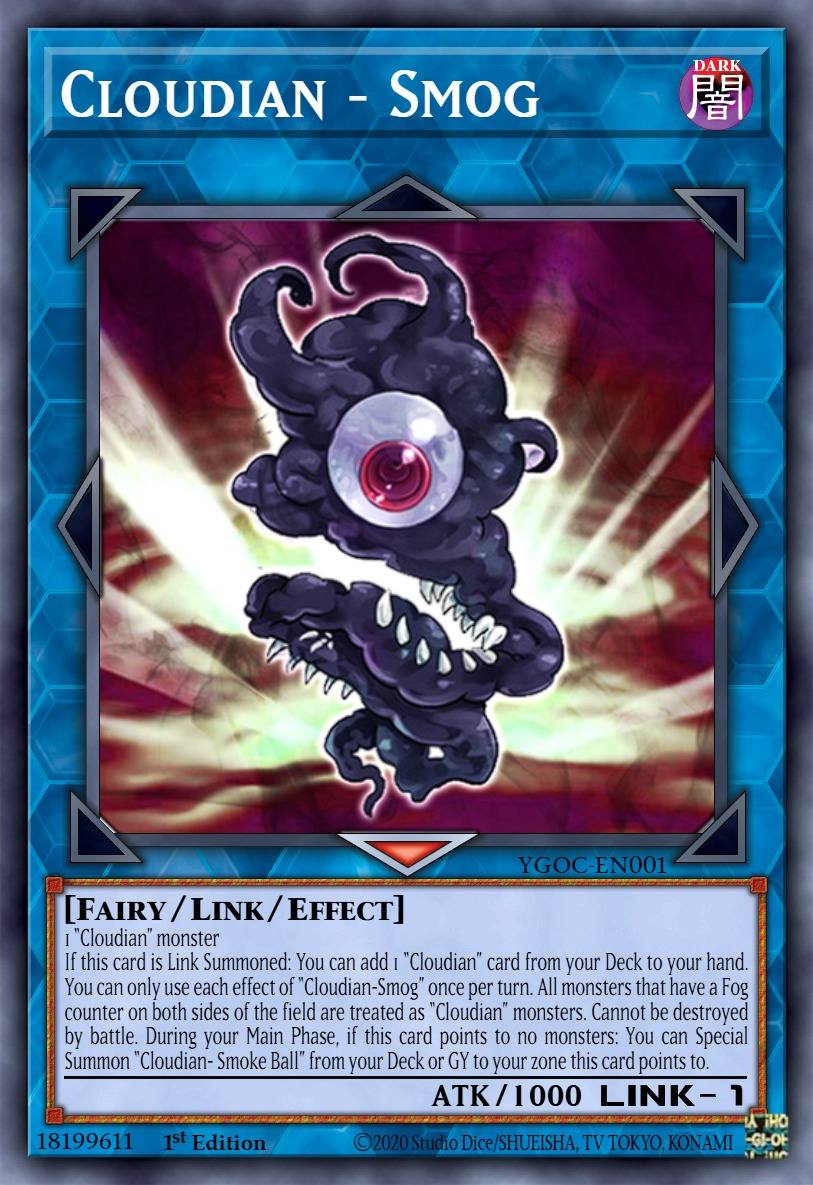 Cloudian - Smog
DARK
闇
YGOC-EN001
[Fairy/Link/Effect]
1 "Cloudian" monster
If this card is Link Summoned: You can add 1 "Cloudian" card from your Deck to your hand.
You can only use each effect of "Cloudian-Smog" once per turn. All monsters that have a Fog
counter on both sides of the field are treated as "Cloudian" monsters. Cannot be destroyed
by battle. During your Main Phase, if this card points to no monsters: You can Special
Summon "Cloudian- Smoke Ball" from your Deck or GY to your zone this card points to.
ATK/1000 LINK-1
18199611 1st Edition ©2020 Studio Dice/SHUEISHA, TV TOKYO, KONAMI